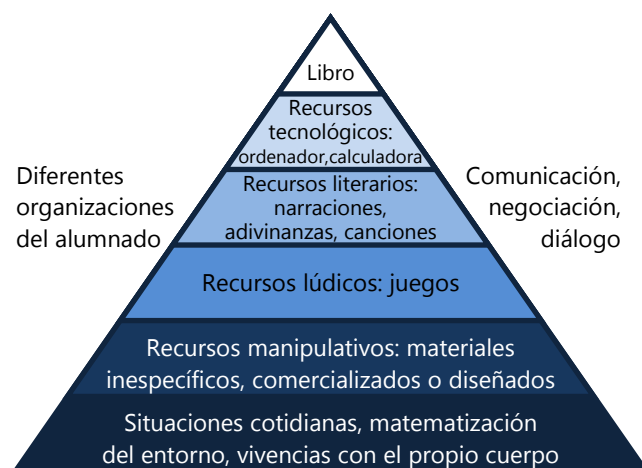 Libro
Recursos
tecnológicos:
ordenador,calculadora
Recursos literarios:
narraciones,
adivinanzas, canciones
Diferentes
organizaciones
del alumnado
Comunicación,
negociación,
diálogo
Recursos lúdicos: juegos
Recursos manipulativos: materiales
inespecíficos, comercializados o diseñados
Situaciones cotidianas, matematización
del entorno, vivencias con el propio cuerpo